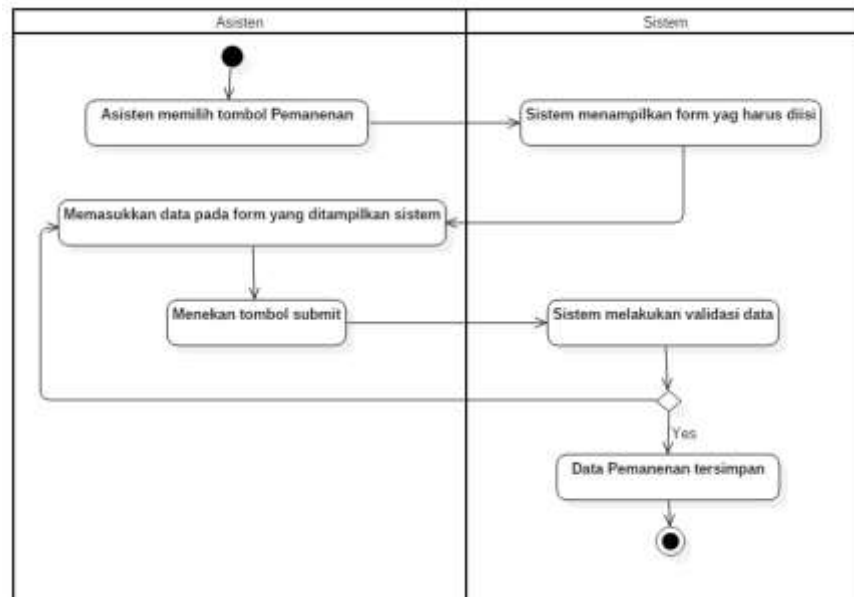 Asisten
Sistem
Asisten memilih tombol Pemanenan
Sistem menampilkan form yag harus diisi
Memasukkan data pada form yang ditampilkan sistem
Menekan tombol submit
Sistem melakukan validasi data
Yes
Data Pemanenan tersimpan